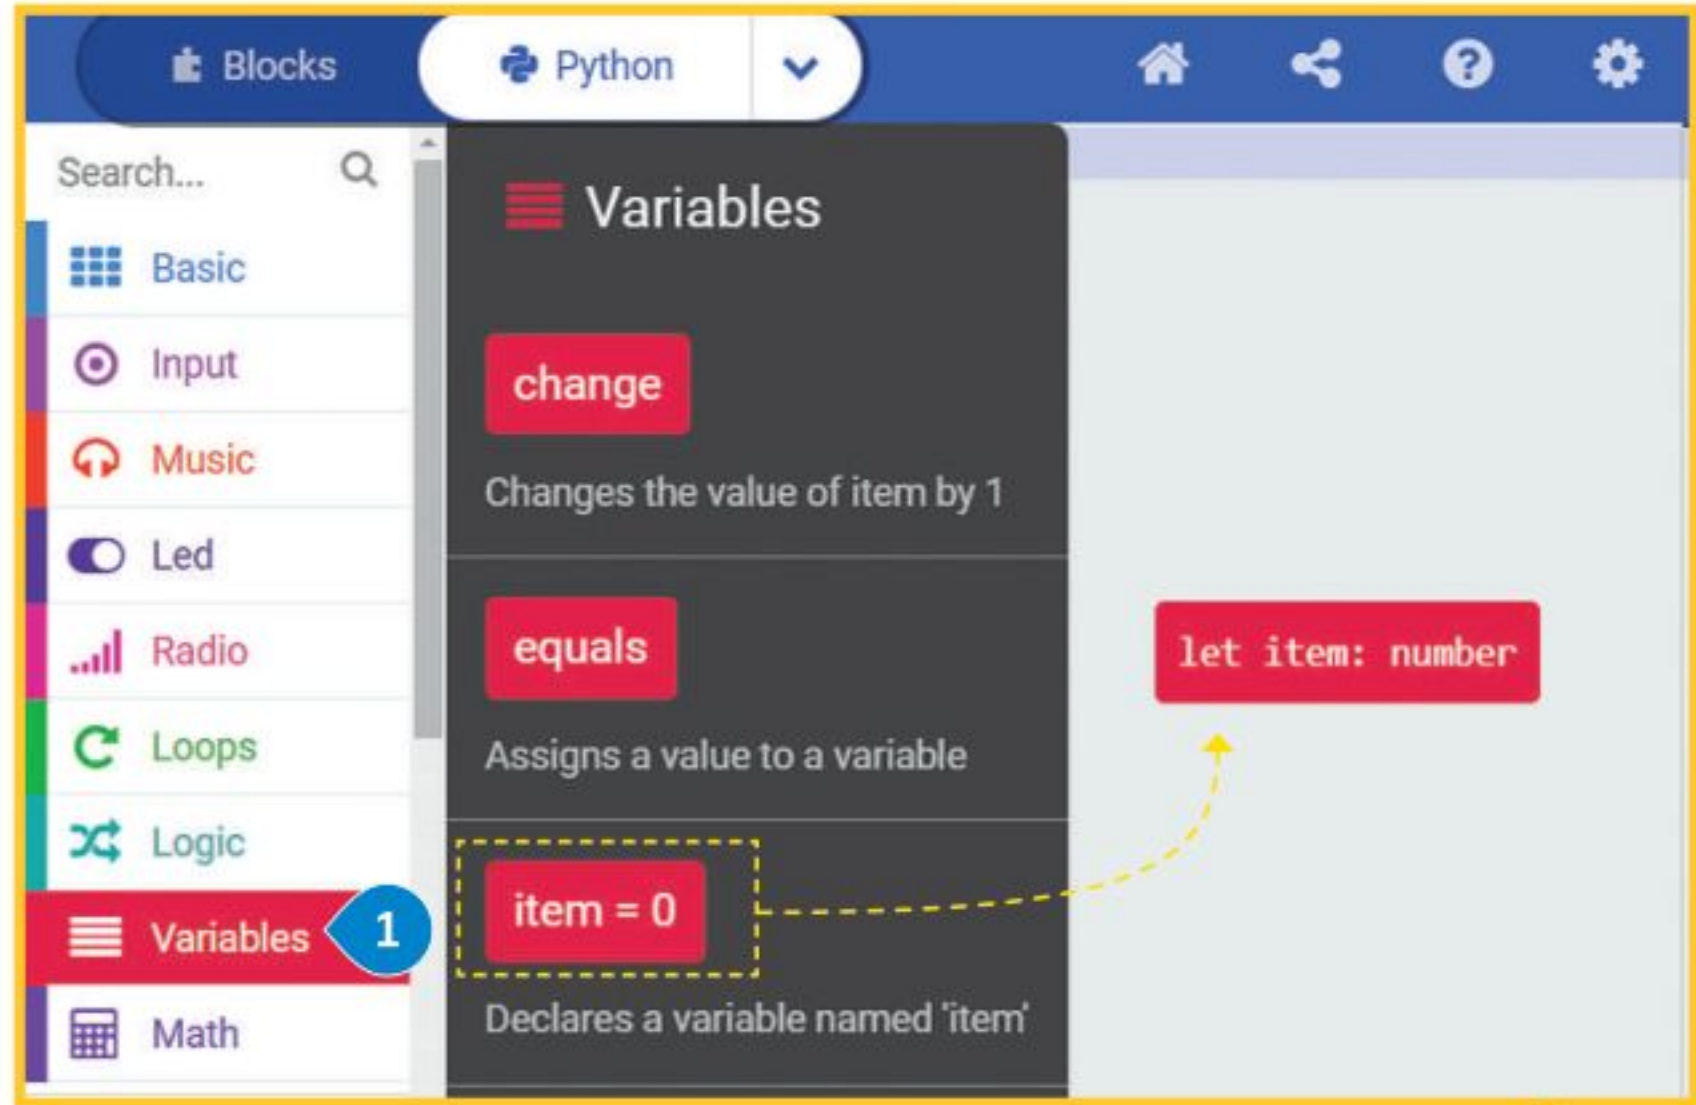 Blocks
Python
Search...
Basic
Input
Music
Led
Radio
Loops
Logic
Variables
1
Math
Variables
change
Changes the value of item by 1
equals
Assigns a value to a variable
item = 0
Declares a variable named 'item'
let item: number